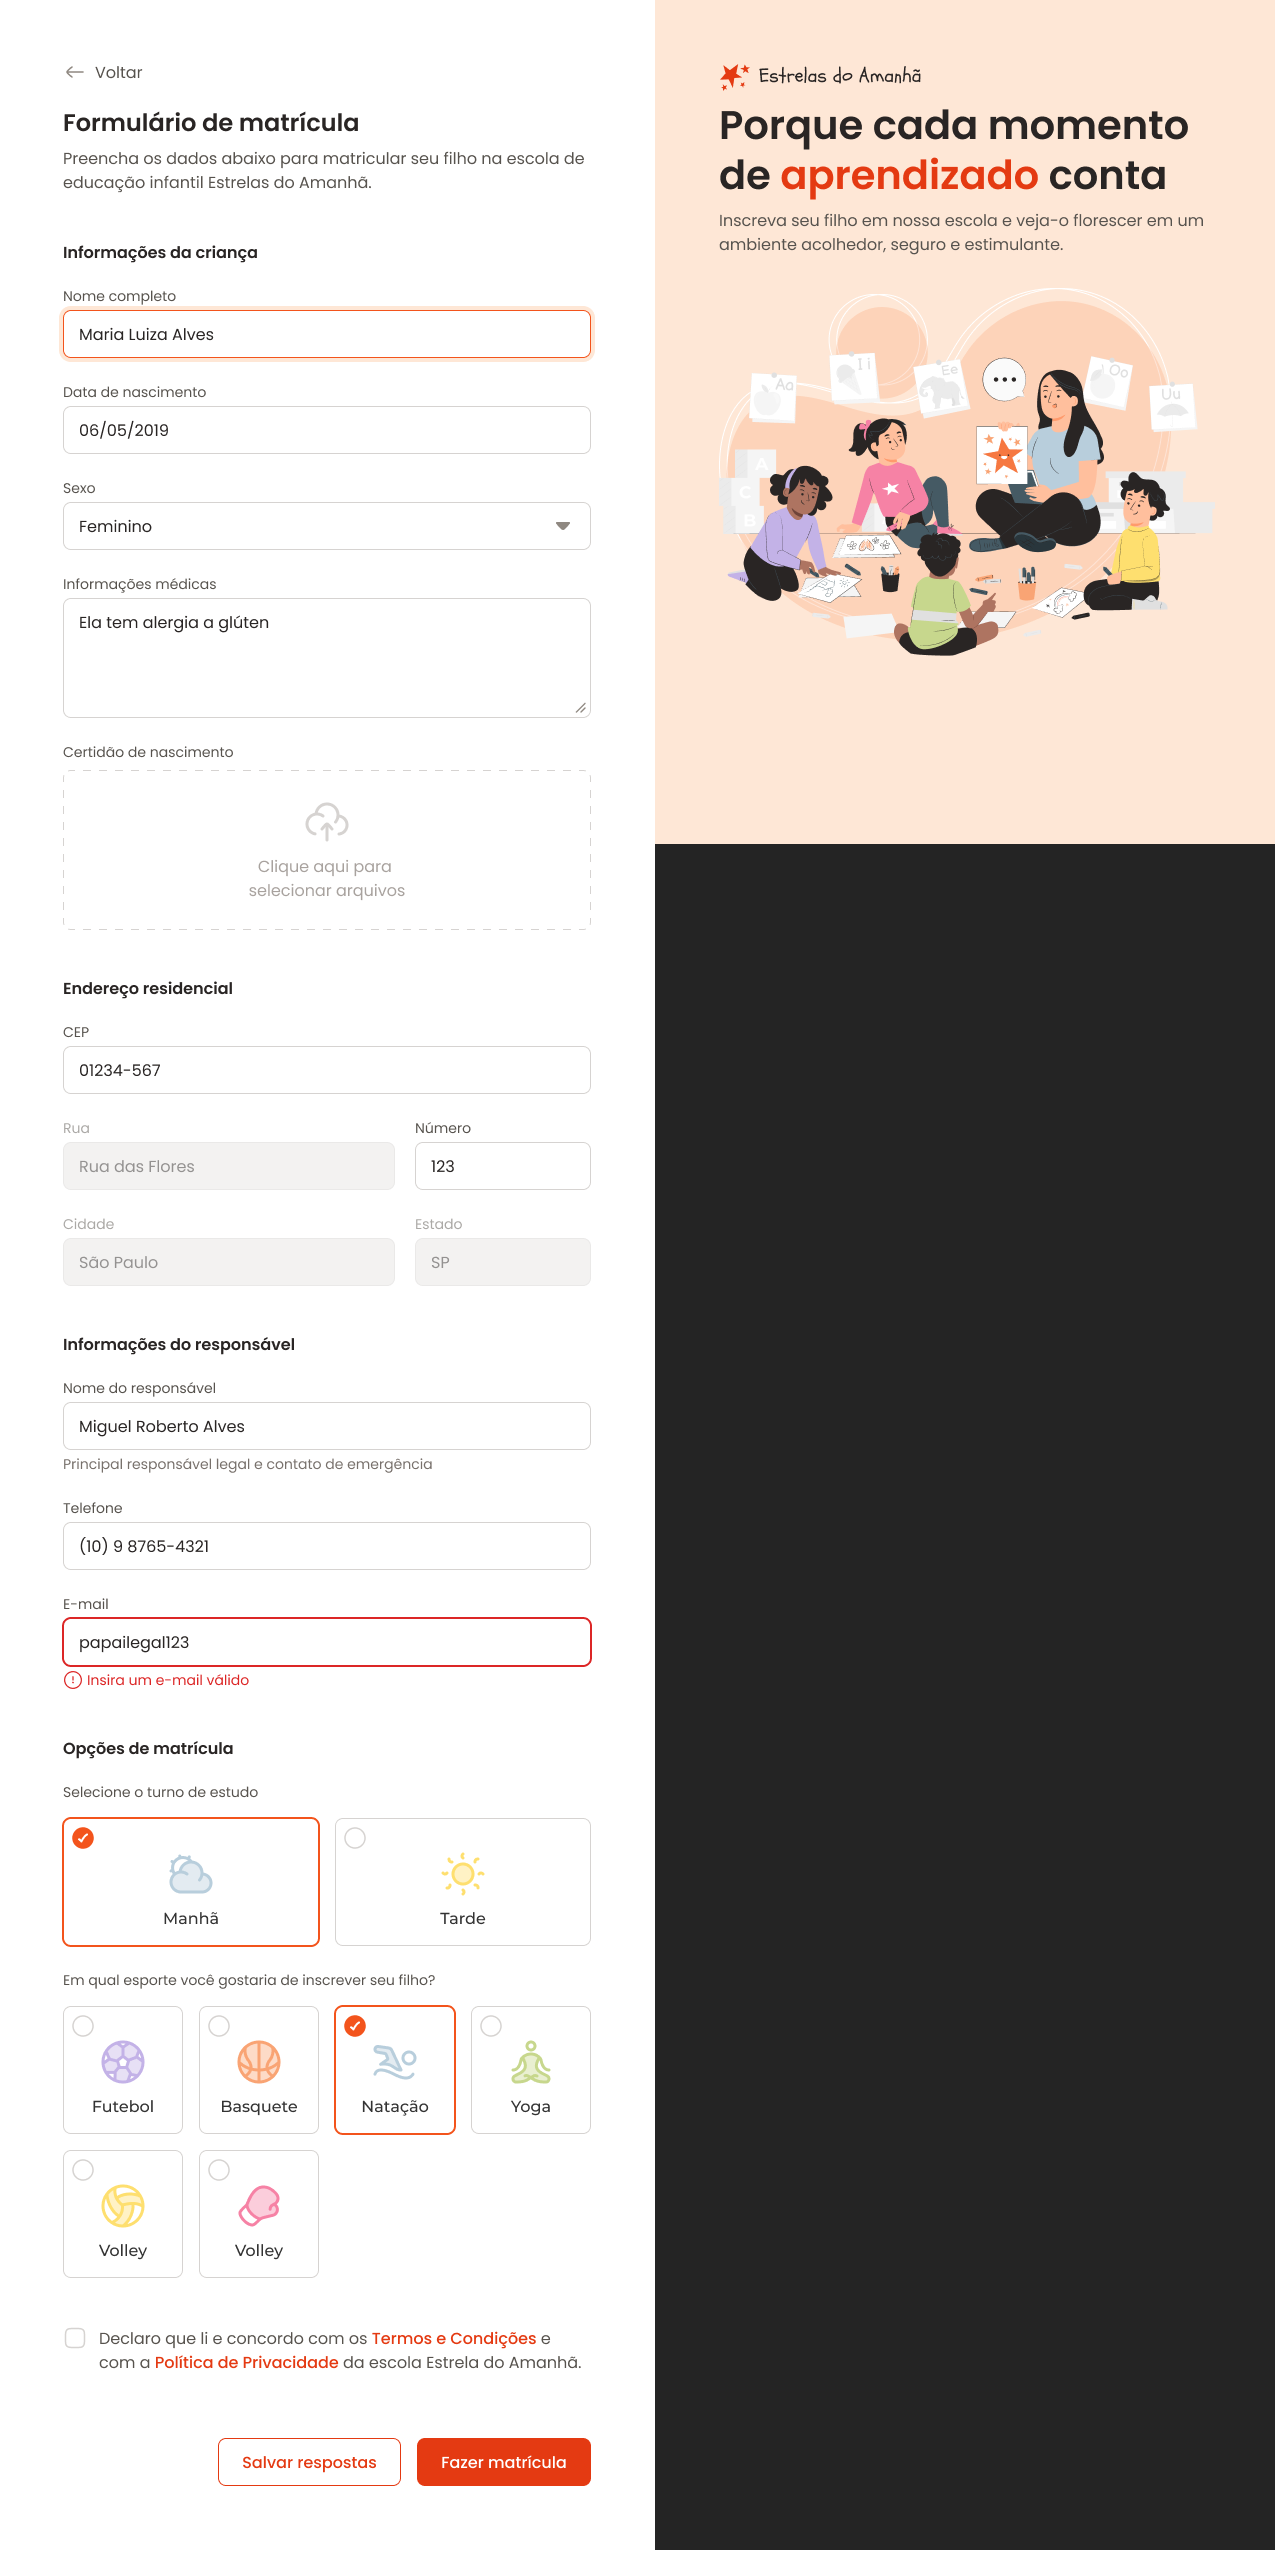 Voltar
Formulário de matrícula
Preencha os dados abaixo para matricular seu filho na escola de
educação infantil Estrelas do Amanhã.
Informações da criança
Nome completo
Maria Luiza Alves
Data de nascimento
06/05/2019
Sexo
Feminino
Informações médicas
Ela tem alergia a glúten
Certidão de nascimento
Clique aqui para
selecionar arquivos
Endereço residencial
CEP
01234-567
Rua
Rua das Flores
Número
123
Cidade
São Paulo
Estado
SP
Informações do responsável
Nome do responsável
Miguel Roberto Alves
Principal responsável legal e contato de emergência
Telefone
(10) 9 8765-4321
E-mail
papailegal123
Insira um e-mail válido
Opções de matrícula
Selecione o turno de estudo
Manhã
Tarde
Em qual esporte você gostaria de inscrever seu filho?
Futebol
Basquete
Natação
Yoga
Volley
Volley
Declaro que li e concordo com os Termos e Condições e
com a Política de Privacidade da escola Estrela do Amanhã.
Salvar respostas
Fazer matrícula
Estrelas do Amanhã
Porque cada momento
de aprendizado conta
Inscreva seu filho em nossa escola e veja-o florescer em um
ambiente acolhedor, seguro e estimulante.
Aa
I i
Ee
Oo
Uu
A
C
B